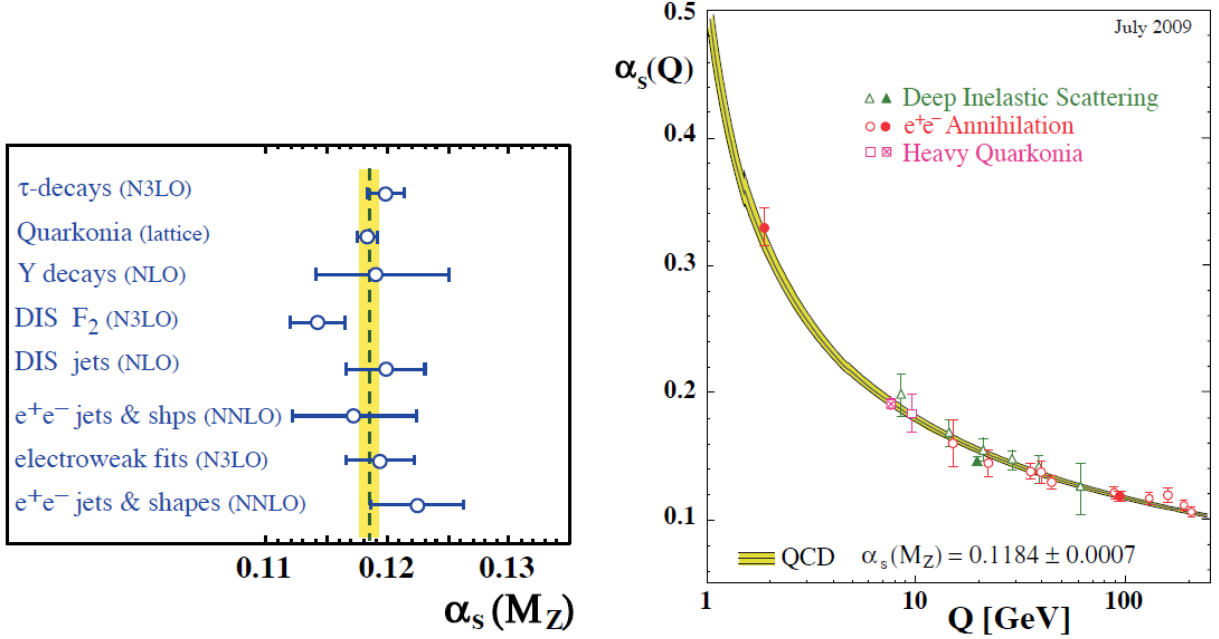 τ-decays (N3LO)
Quarkonia (lattice)
Υ decays (NLO)
DIS F₂ (N3LO)
DIS jets (NLO)
e⁺e⁻ jets & shps (NNLO)
electroweak fits (N3LO)
e⁺e⁻ jets & shapes (NNLO)
0.11 0.12 0.13
αₛ (M_Z)
0.5
July 2009
αₛ(Q)
Deep Inelastic Scattering
e⁺e⁻ Annihilation
Heavy Quarkonia
0.4
0.3
0.2
0.1
QCD αₛ(M_Z) = 0.1184 ± 0.0007
1 10 100
Q [GeV]